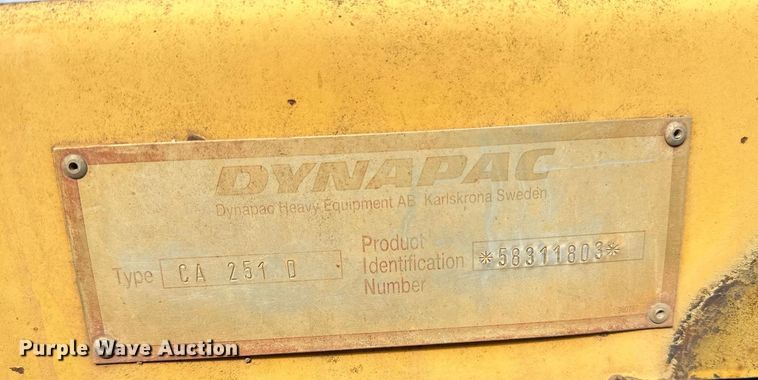 DYNAPAC
Dynapac Heavy Equipment AB Karlskrona Sweden
Type CA 251 D
Product Identification Number *58311803*
Purple Wave Auction